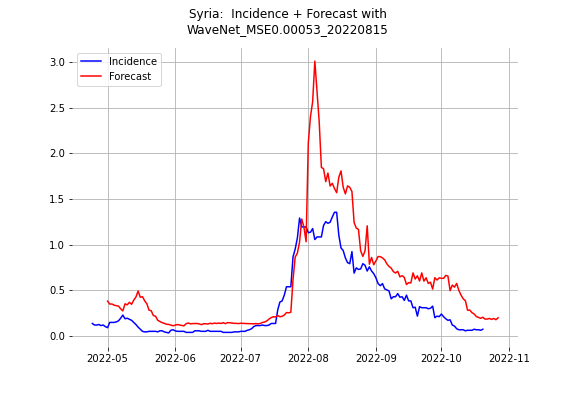 Syria:  Incidence + Forecast with
WaveNet_MSE0.00053_20220815
Incidence
Forecast
3.0
2.5
2.0
1.5
1.0
0.5
0.0
2022-05 2022-06 2022-07 2022-08 2022-09 2022-10 2022-11